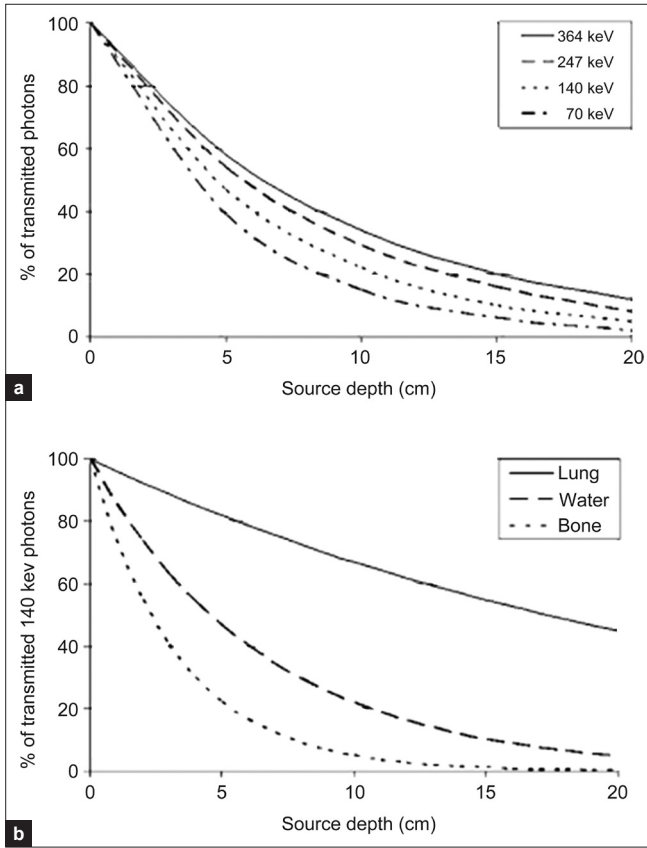 100
80
60
40
20
0
% of transmitted photons
364 keV
247 keV
140 keV
70 keV
0 5 10 15 20
Source depth (cm)
a
100
80
60
40
20
0
% of transmitted 140 kev photons
Lung
Water
Bone
0 5 10 15 20
Source depth (cm)
b